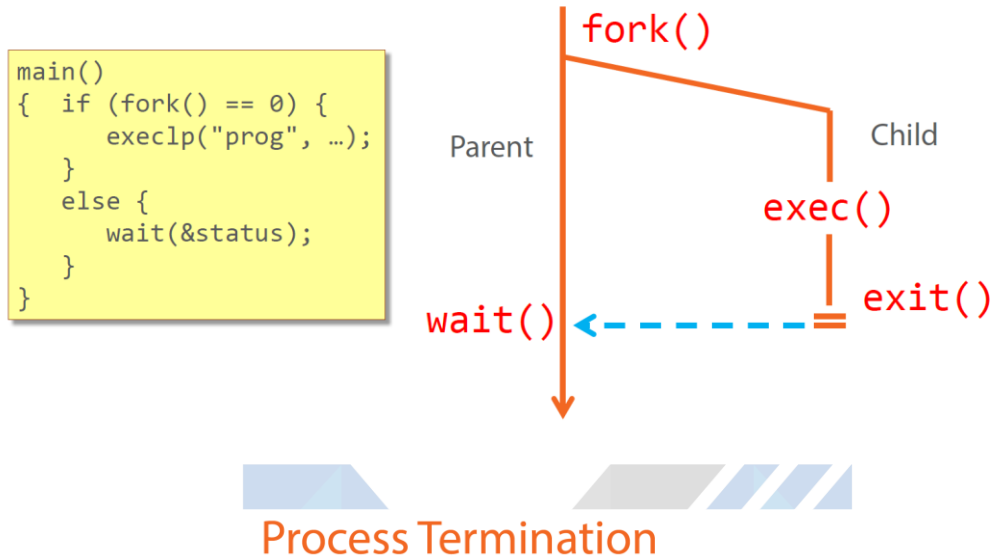 main()
{  if (fork() == 0) {
      execlp("prog", …);
   }
   else {
      wait(&status);
   }
}
fork()
Parent
Child
exec()
exit()
wait()
Process Termination